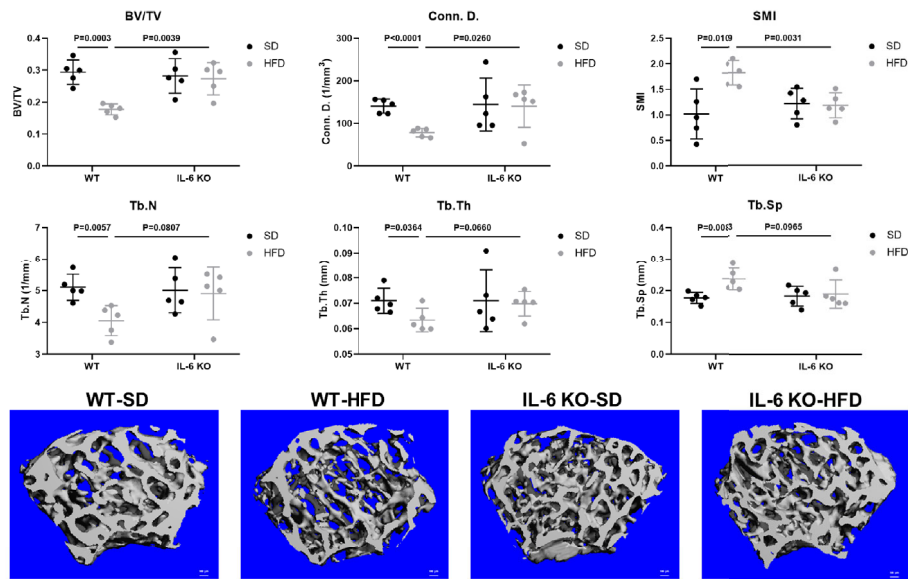 BV/TV
P=0.0003 P=0.0039
SD
HFD
BV/TV
0.4
0.3
0.2
0.1
0.0
WT IL-6 KO
Conn. D.
P<0.0001 P=0.0260
SD
HFD
Conn. D. (1/mm³)
300
200
100
0
WT IL-6 KO
SMI
P=0.0109 P=0.0031
SD
HFD
SMI
2.5
2.0
1.5
1.0
0.5
0.0
WT IL-6 KO
Tb.N
P=0.0057 P=0.0807
SD
HFD
Tb.N (1/mm)
7
6
5
4
3
WT IL-6 KO
Tb.Th
P=0.0364 P=0.0660
SD
HFD
Tb.Th (mm)
0.10
0.09
0.08
0.07
0.06
0.05
WT IL-6 KO
Tb.Sp
P=0.0083 P=0.0965
SD
HFD
Tb.Sp (mm)
0.4
0.3
0.2
0.1
0.0
WT IL-6 KO
WT-SD WT-HFD IL-6 KO-SD IL-6 KO-HFD